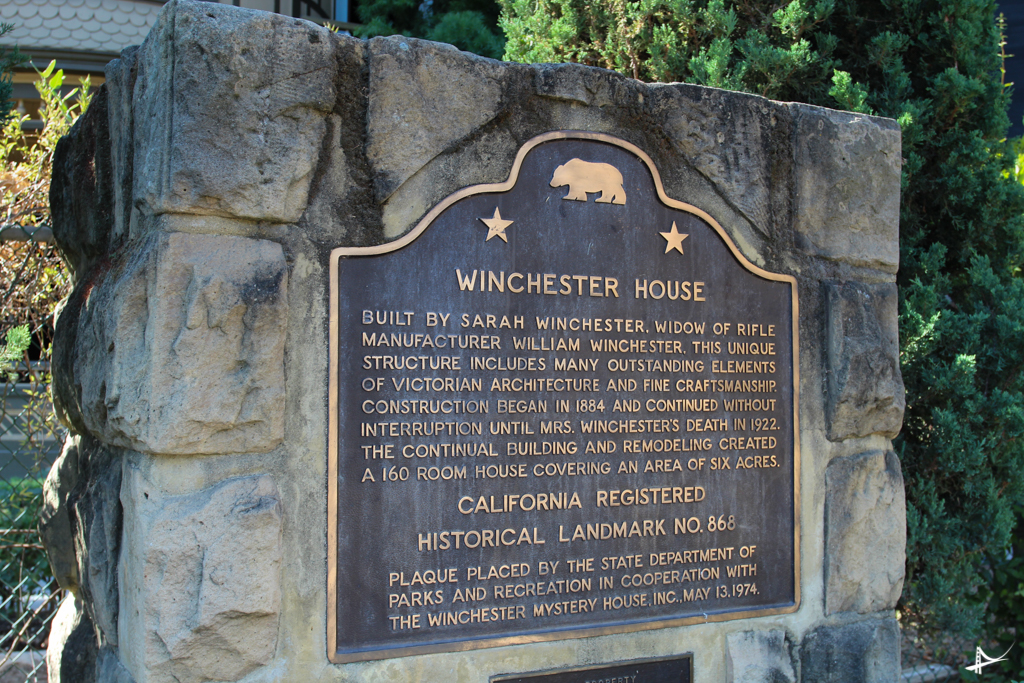 WINCHESTER HOUSE
BUILT BY SARAH WINCHESTER, WIDOW OF RIFLE
MANUFACTURER WILLIAM WINCHESTER. THIS UNIQUE
STRUCTURE INCLUDES MANY OUTSTANDING ELEMENTS
OF VICTORIAN ARCHITECTURE AND FINE CRAFTSMANSHIP.
CONSTRUCTION BEGAN IN 1884 AND CONTINUED WITHOUT
INTERRUPTION UNTIL MRS. WINCHESTER'S DEATH IN 1922.
THE CONTINUAL BUILDING AND REMODELING CREATED
A 160 ROOM HOUSE COVERING AN AREA OF SIX ACRES.
CALIFORNIA REGISTERED
HISTORICAL LANDMARK NO. 868
PLAQUE PLACED BY THE STATE DEPARTMENT OF
PARKS AND RECREATION IN COOPERATION WITH
THE WINCHESTER MYSTERY HOUSE, INC., MAY 13, 1974.
PROPERTY